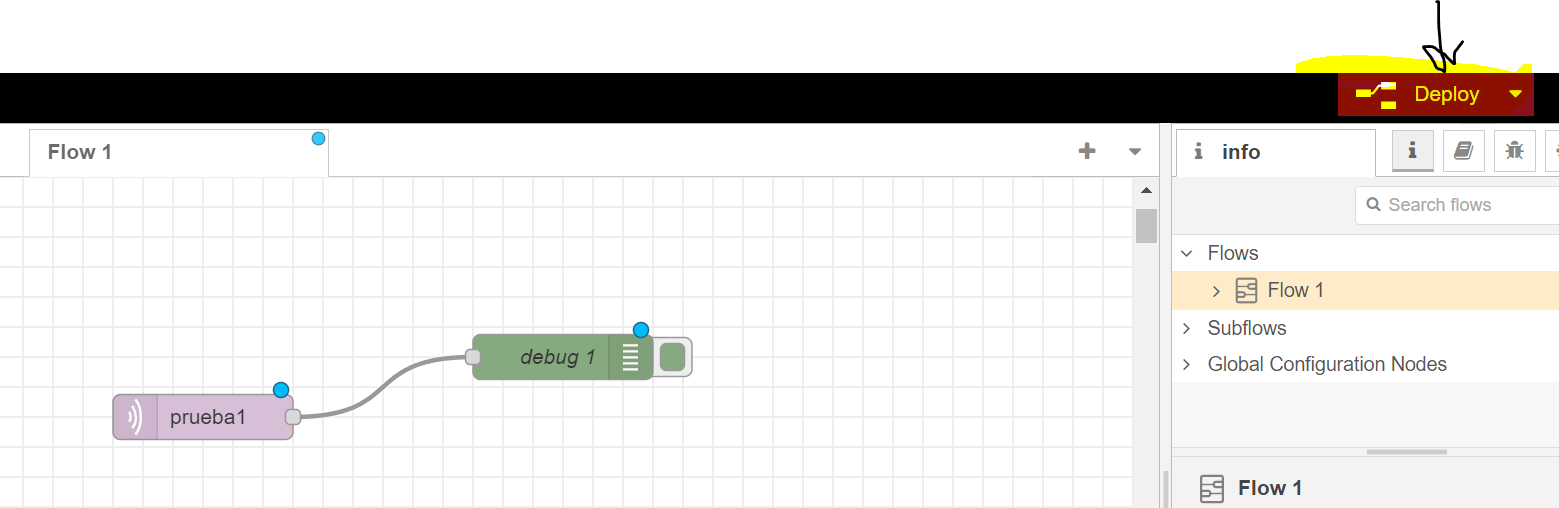 Deploy
Flow 1
info
Search flows
Flows
Flow 1
debug 1
Subflows
Global Configuration Nodes
prueba1
Flow 1